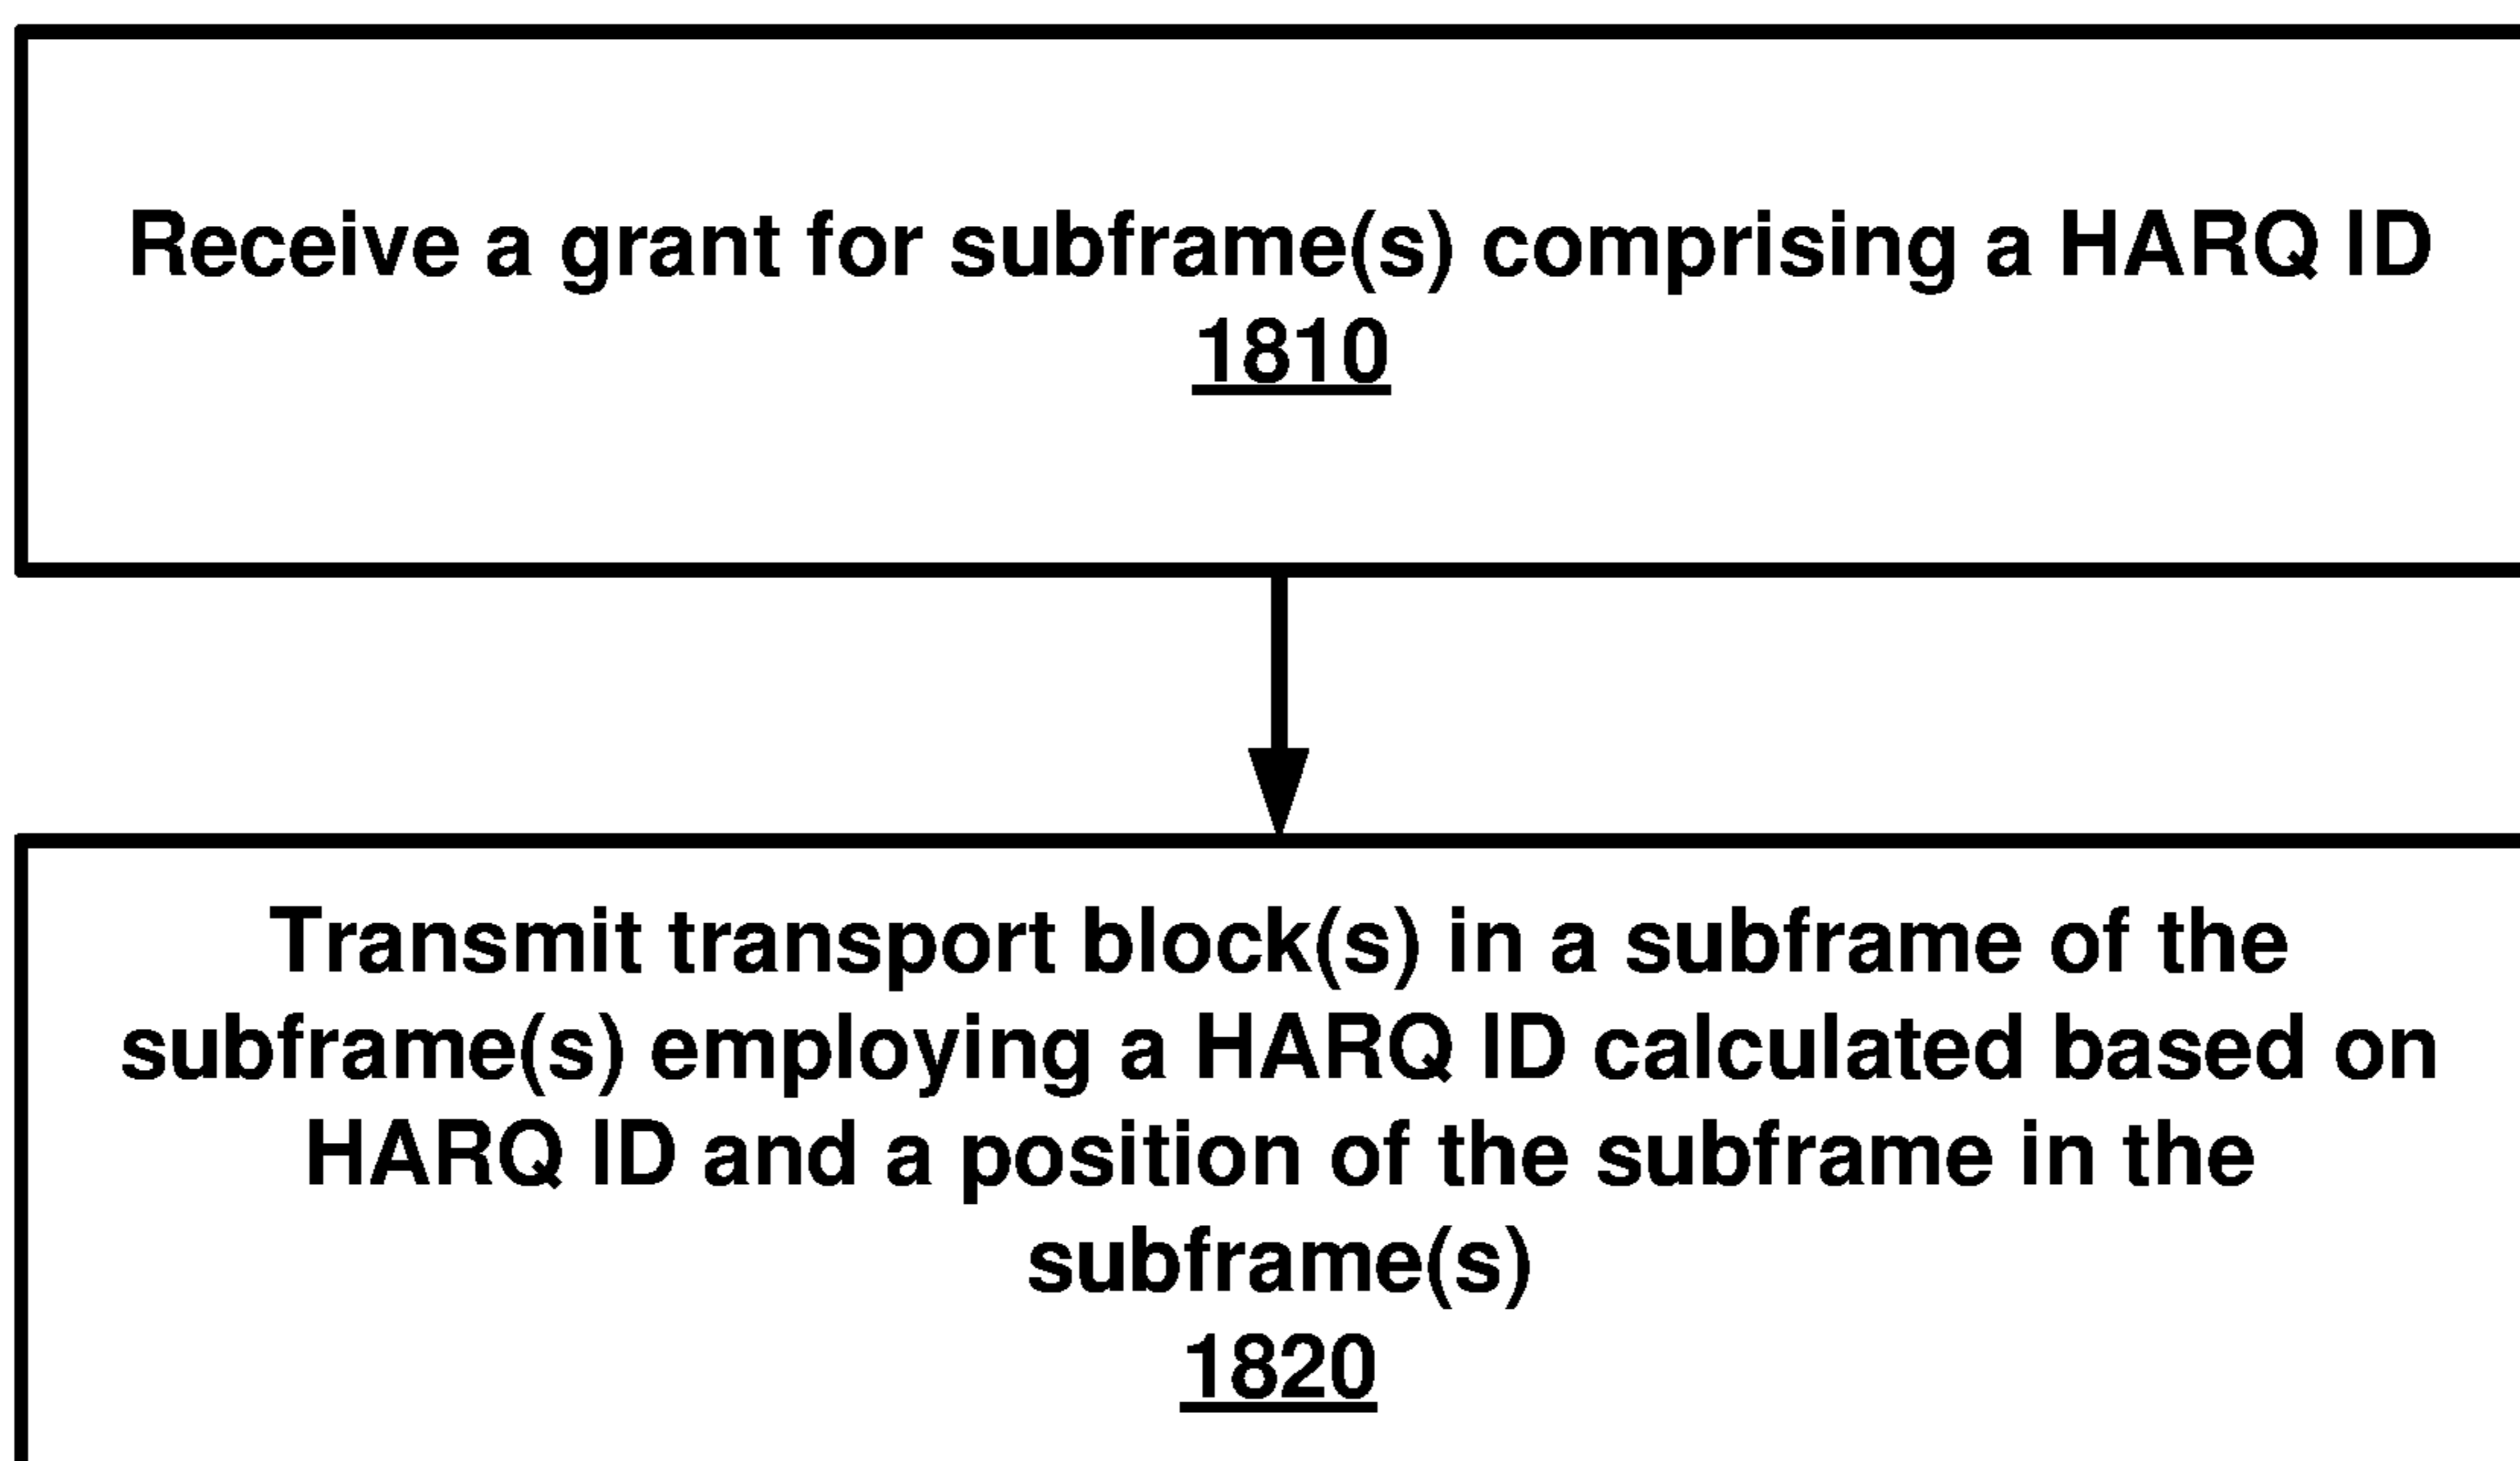 Receive a grant for subframe(s) comprising a HARQ ID
1810
Transmit transport block(s) in a subframe of the
subframe(s) employing a HARQ ID calculated based on
HARQ ID and a position of the subframe in the
subframe(s)
1820